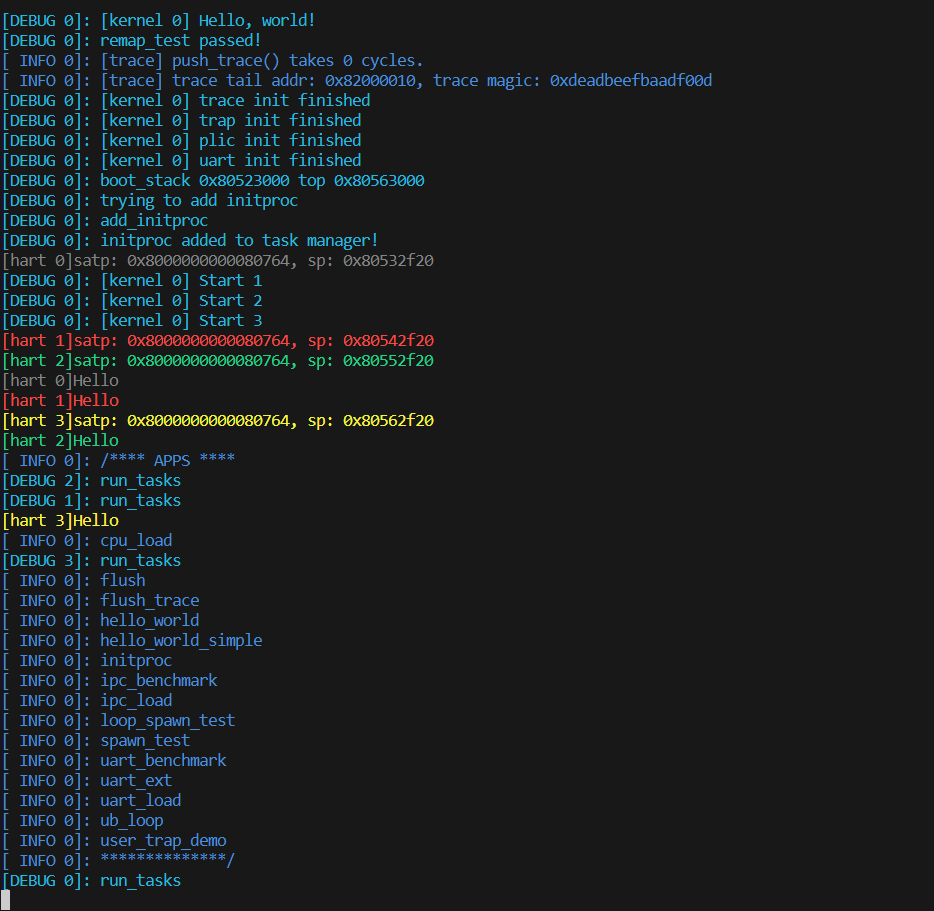 [DEBUG 0]: [kernel 0] Hello, world!
[DEBUG 0]: remap_test passed!
[ INFO 0]: [trace] push_trace() takes 0 cycles.
[ INFO 0]: [trace] trace tail addr: 0x82000010, trace magic: 0xdeadbeefbaadf00d
[DEBUG 0]: [kernel 0] trace init finished
[DEBUG 0]: [kernel 0] trap init finished
[DEBUG 0]: [kernel 0] plic init finished
[DEBUG 0]: [kernel 0] uart init finished
[DEBUG 0]: boot_stack 0x80523000 top 0x80563000
[DEBUG 0]: trying to add initproc
[DEBUG 0]: add_initproc
[DEBUG 0]: initproc added to task manager!
[hart 0]satp: 0x8000000000080764, sp: 0x80532f20
[DEBUG 0]: [kernel 0] Start 1
[DEBUG 0]: [kernel 0] Start 2
[DEBUG 0]: [kernel 0] Start 3
[hart 1]satp: 0x8000000000080764, sp: 0x80542f20
[hart 2]satp: 0x8000000000080764, sp: 0x80552f20
[hart 0]Hello
[hart 1]Hello
[hart 3]satp: 0x8000000000080764, sp: 0x80562f20
[hart 2]Hello
[ INFO 0]: /**** APPS ****
[DEBUG 2]: run_tasks
[DEBUG 1]: run_tasks
[hart 3]Hello
[ INFO 0]: cpu_load
[DEBUG 3]: run_tasks
[ INFO 0]: flush
[ INFO 0]: flush_trace
[ INFO 0]: hello_world
[ INFO 0]: hello_world_simple
[ INFO 0]: initproc
[ INFO 0]: ipc_benchmark
[ INFO 0]: ipc_load
[ INFO 0]: loop_spawn_test
[ INFO 0]: spawn_test
[ INFO 0]: uart_benchmark
[ INFO 0]: uart_ext
[ INFO 0]: uart_load
[ INFO 0]: ub_loop
[ INFO 0]: user_trap_demo
[ INFO 0]: **************/
[DEBUG 0]: run_tasks